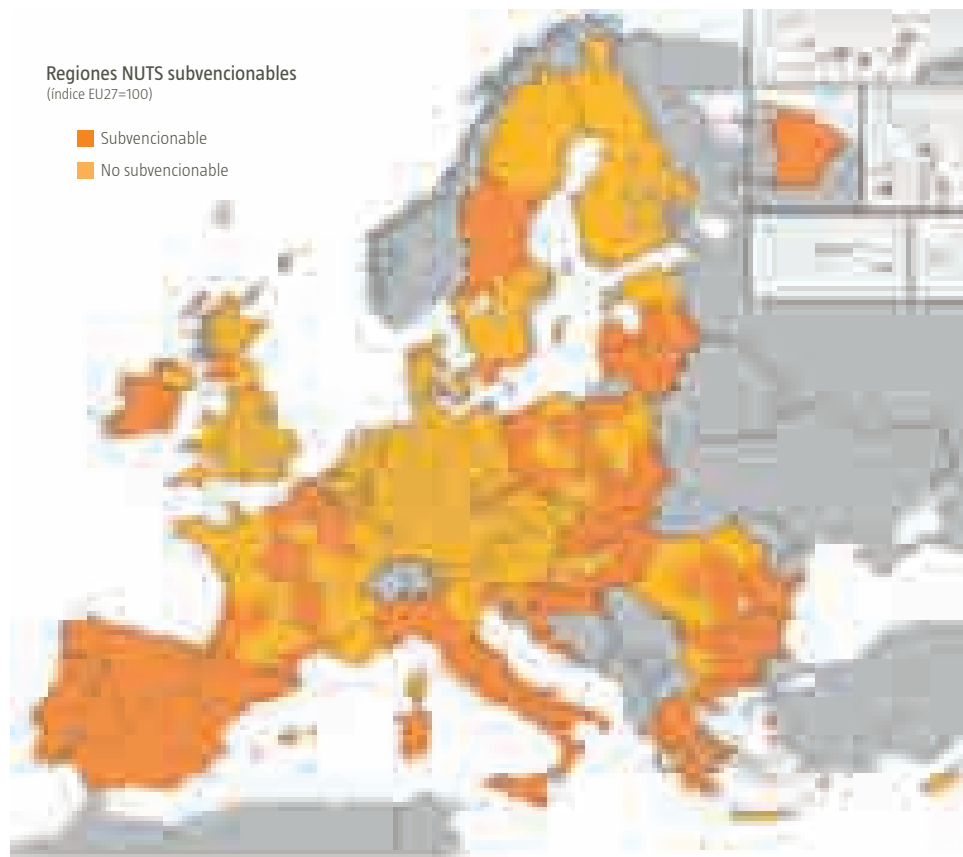 Regiones NUTS subvencionables
(índice EU27=100)
Subvencionable
No subvencionable